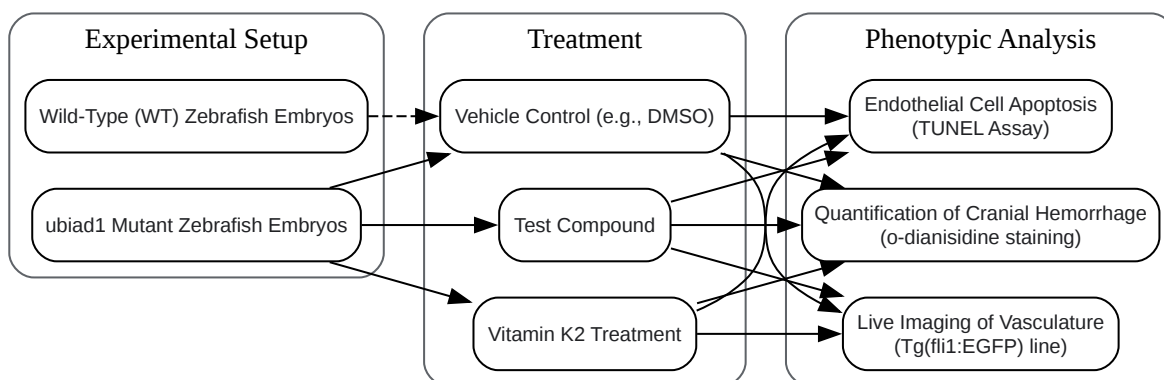 Experimental Setup
Wild-Type (WT) Zebrafish Embryos
ubiad1 Mutant Zebrafish Embryos
Treatment
Vehicle Control (e.g., DMSO)
Test Compound
Vitamin K2 Treatment
Phenotypic Analysis
Endothelial Cell Apoptosis
(TUNEL Assay)
Quantification of Cranial Hemorrhage
(o-dianisidine staining)
Live Imaging of Vasculature
(Tg(fli1:EGFP) line)